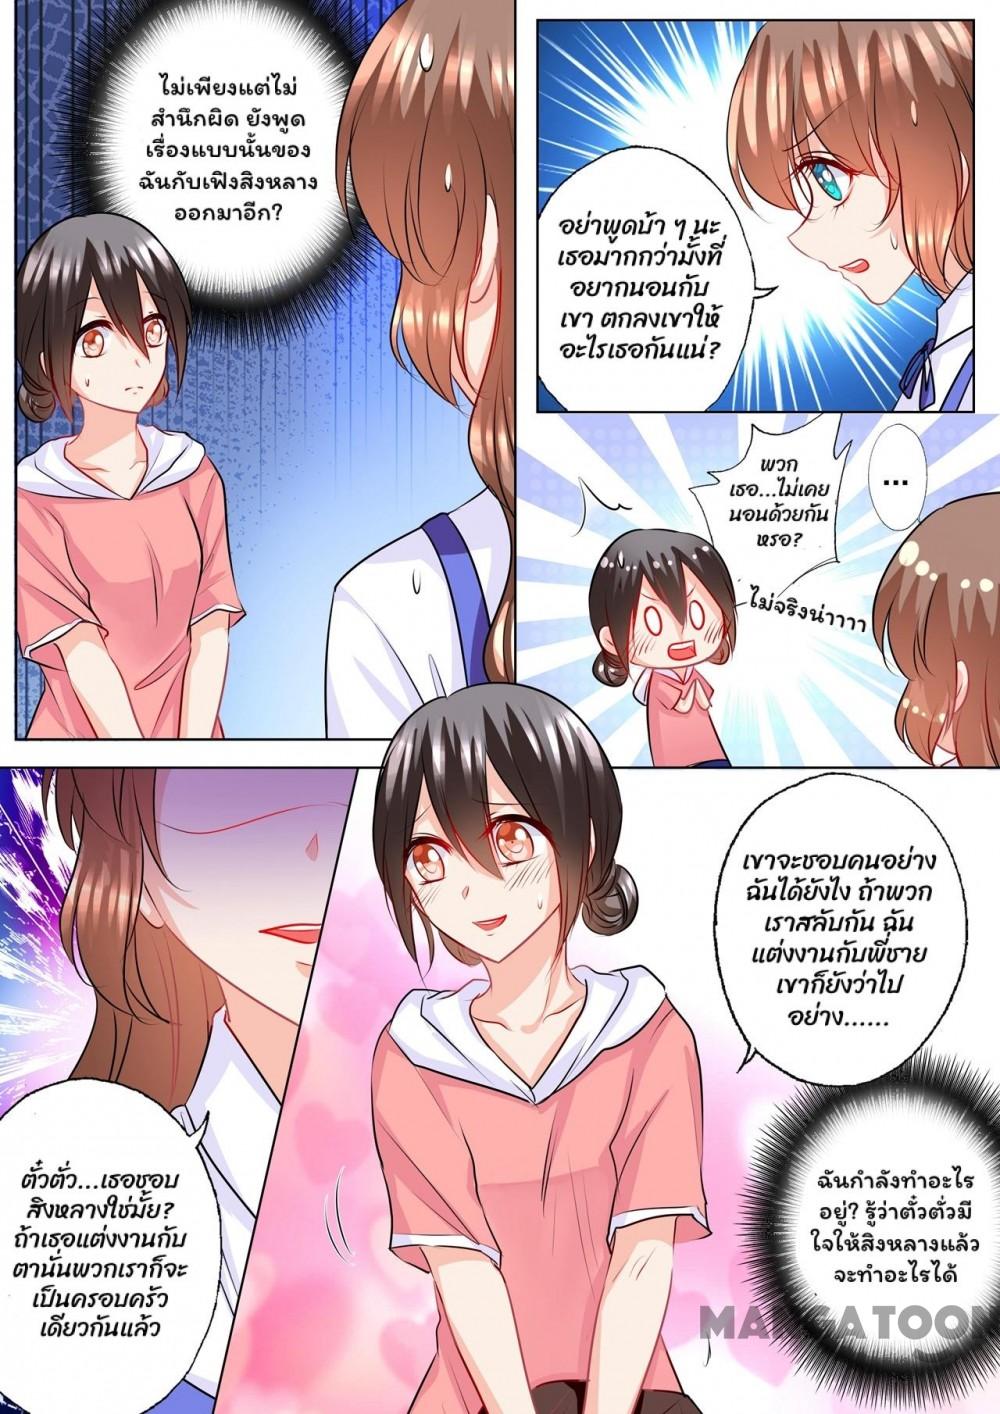 ไม่เพียงแต่ไม่
สำนึกผิด ยังพูด
เรื่องแบบนั้นของ
ฉันกับเฟิงสิงหลาง
ออกมาอีก?
อย่าพูดบ้า ๆ นะ
เธอมากกว่ามั้งที่
อยากนอนกับ
เขา ตกลงเขาให้
อะไรเธอกันแน่?
พวก
เธอ...ไม่เคย
นอนด้วยกัน
หรอ?
...
ไม่จริงน่าาาา
ตั๋วตั่ว...เธอชอบ
สิงหลางใช่มั้ย?
ถ้าเธอแต่งงานกับ
ตานั่นพวกเราก็จะ
เป็นครอบครัว
เดียวกันแล้ว
เขาจะชอบคนอย่าง
ฉันได้ยังไง ถ้าพวก
เราสลับกัน ฉัน
แต่งงานกับพี่ชาย
เขาก็ยังว่าไป
อย่าง......
ฉันกำลังทำอะไร
อยู่? รู้ว่าตั๋วตั่วมี
ใจให้สิงหลางแล้ว
จะทำอะไรได้
MANGATOON